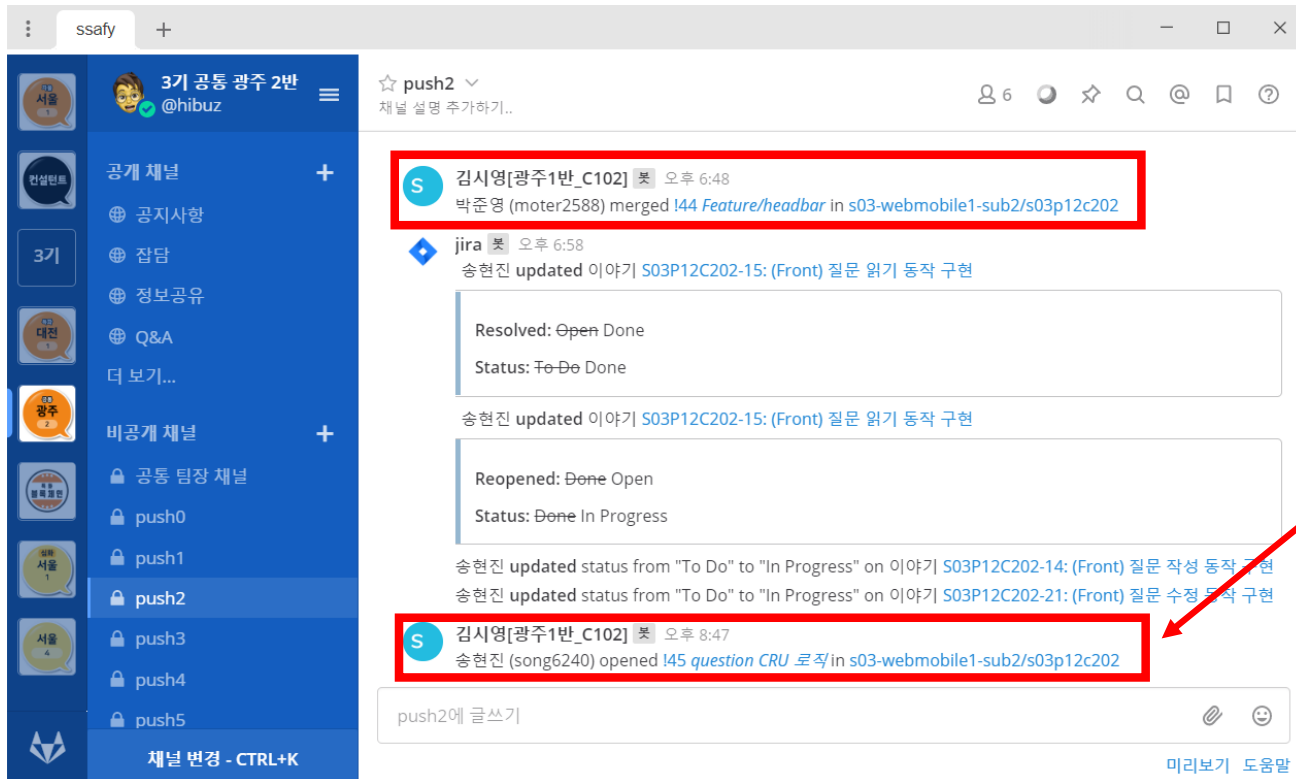 ssafy
3기 공통 광주 2반
@hibuz
push2
채널 설명 추가하기..
6
서울
1
컨설턴트
3기
대전
1
광주
2
서울
1
서울
4
공개 채널
공지사항
잡담
정보공유
Q&A
더 보기...
비공개 채널
공통 팀장 채널
push0
push1
push2
push3
push4
push5
채널 변경 - CTRL+K
S
김시영[광주1반_C102] 봇 오후 6:48
박준영 (moter2588) merged !44 Feature/headbar in s03-webmobile1-sub2/s03p12c202
jira 봇 오후 6:58
송현진 updated 이야기 S03P12C202-15: (Front) 질문 읽기 동작 구현
Resolved: Open Done
Status: To Do Done
송현진 updated 이야기 S03P12C202-15: (Front) 질문 읽기 동작 구현
Reopened: Done Open
Status: Done In Progress
송현진 updated status from "To Do" to "In Progress" on 이야기 S03P12C202-14: (Front) 질문 작성 동작 구현
송현진 updated status from "To Do" to "In Progress" on 이야기 S03P12C202-21: (Front) 질문 수정 동작 구현
S
김시영[광주1반_C102] 봇 오후 8:47
송현진 (song6240) opened !45 question CRU 로직 in s03-webmobile1-sub2/s03p12c202
push2에 글쓰기
미리보기 도움말